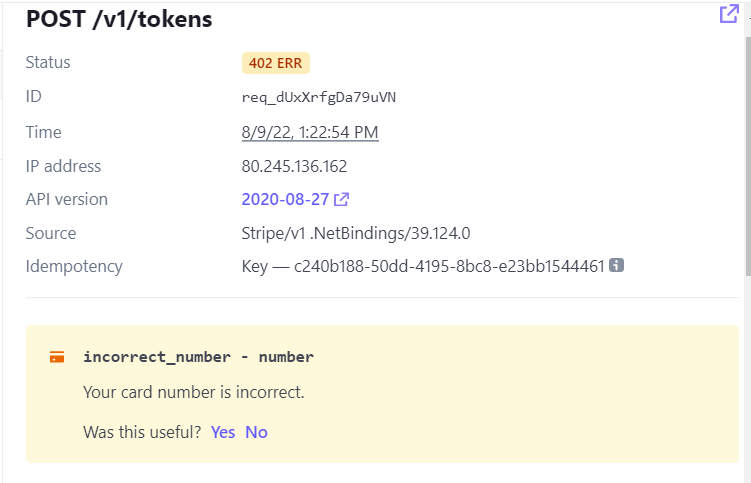 POST /v1/tokens
Status 402 ERR
ID req_dUxXrfgDa79uVN
Time 8/9/22, 1:22:54 PM
IP address 80.245.136.162
API version 2020-08-27
Source Stripe/v1 .NetBindings/39.124.0
Idempotency Key — c240b188-50dd-4195-8bc8-e23bb1544461
incorrect_number - number
Your card number is incorrect.
Was this useful? Yes No